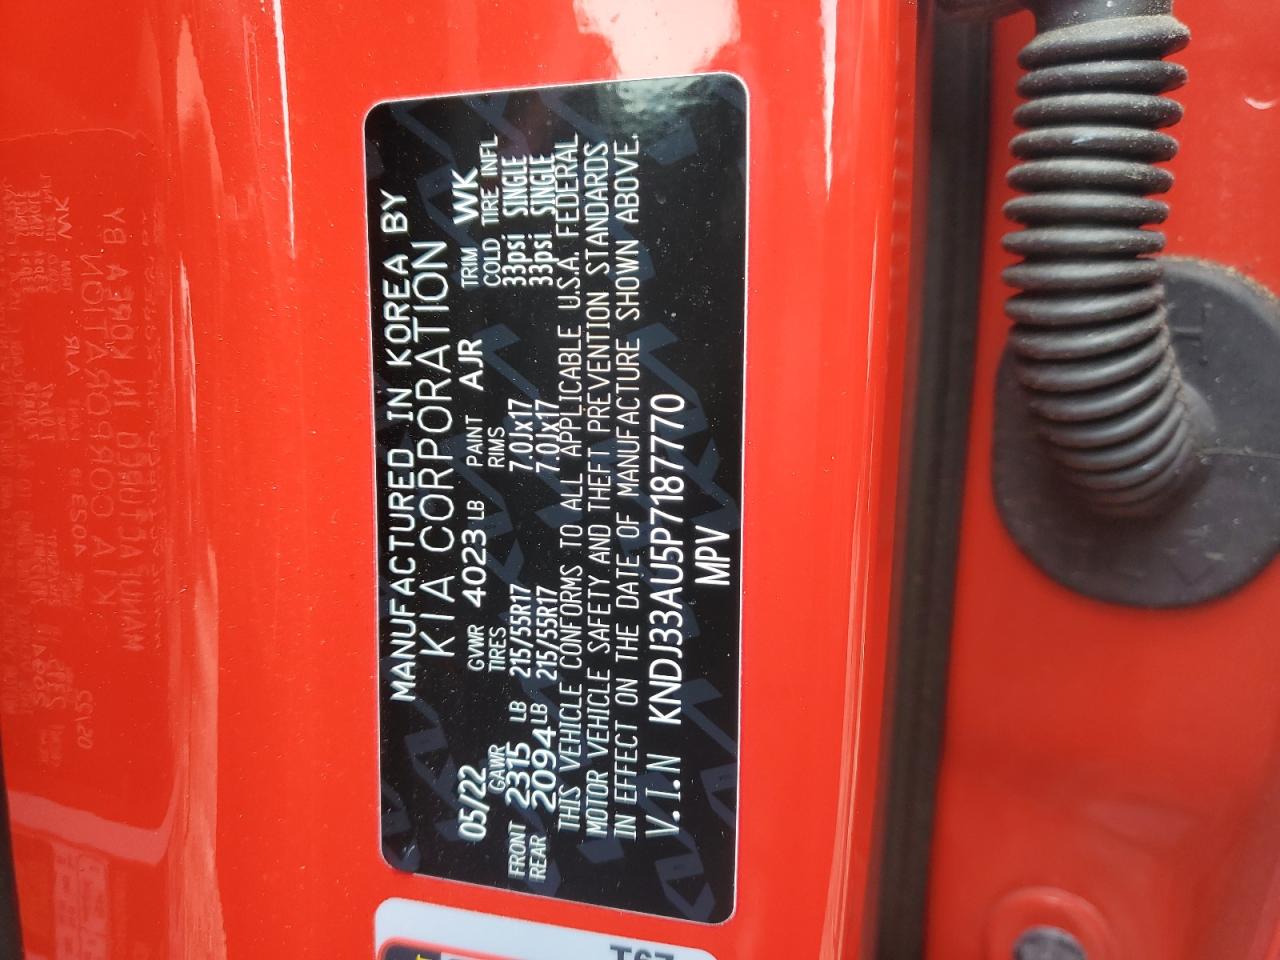 MANUFACTURED IN KOREA BY
KIA CORPORATION
05/22 GVWR 4023 LB PAINT AJR TRIM WK
GAWR TIRES RIMS COLD TIRE INFL
FRONT 2315 LB 215/55R17 7.0Jx17 33psi SINGLE
REAR 2094 LB 215/55R17 7.0Jx17 33psi SINGLE
THIS VEHICLE CONFORMS TO ALL APPLICABLE U.S.A. FEDERAL
MOTOR VEHICLE SAFETY AND THEFT PREVENTION STANDARDS
IN EFFECT ON THE DATE OF MANUFACTURE SHOWN ABOVE.
V.I.N KNDJ33AU5P7187770
MPV